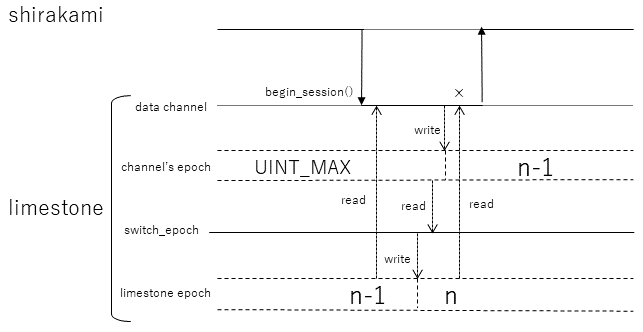 shirakami
begin_session()
×
data channel
write
channel's epoch
UINT_MAX
n-1
read
read
read
limestone
switch_epoch
write
limestone epoch
n-1
n